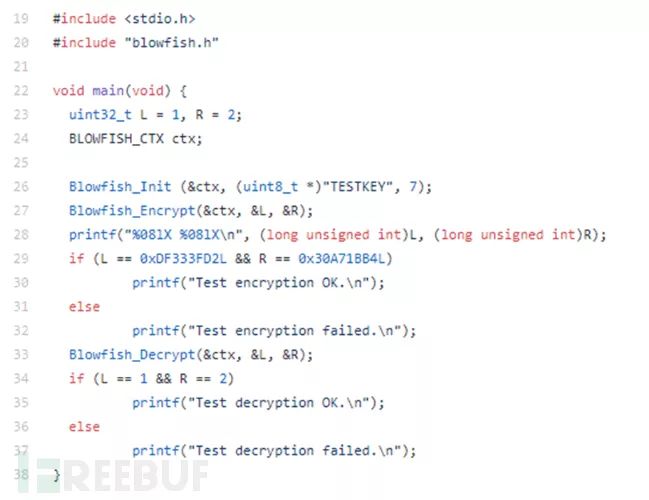 19 #include <stdio.h>
20 #include "blowfish.h"
21
22 void main(void) {
23 uint32_t L = 1, R = 2;
24 BLOWFISH_CTX ctx;
25
26 Blowfish_Init (&ctx, (uint8_t *)"TESTKEY", 7);
27 Blowfish_Encrypt(&ctx, &L, &R);
28 printf("%08lX %08lX\n", (long unsigned int)L, (long unsigned int)R);
29 if (L == 0xDF333FD2L && R == 0x30A71BB4L)
30 printf("Test encryption OK.\n");
31 else
32 printf("Test encryption failed.\n");
33 Blowfish_Decrypt(&ctx, &L, &R);
34 if (L == 1 && R == 2)
35 printf("Test decryption OK.\n");
36 else
37 printf("Test decryption failed.\n");
38 }
FREEBUF